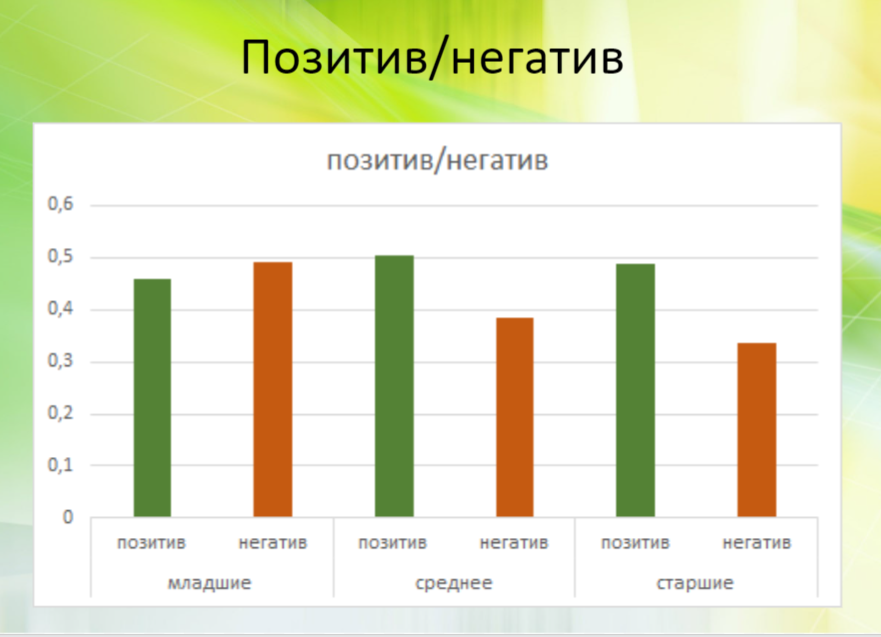 Позитив/негатив
позитив/негатив
0,6
0,5
0,4
0,3
0,2
0,1
0
позитив негатив позитив негатив позитив негатив
младшие среднее старшие